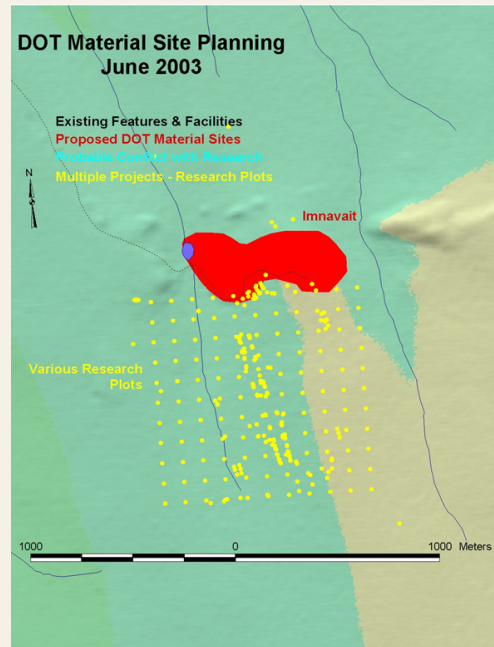 DOT Material Site Planning
June 2003
Existing Features & Facilities
Proposed DOT Material Sites
Probable Conflict with Research
Multiple Projects - Research Plots
N
Imnavait
Various Research
Plots
1000
0
1000 Meters